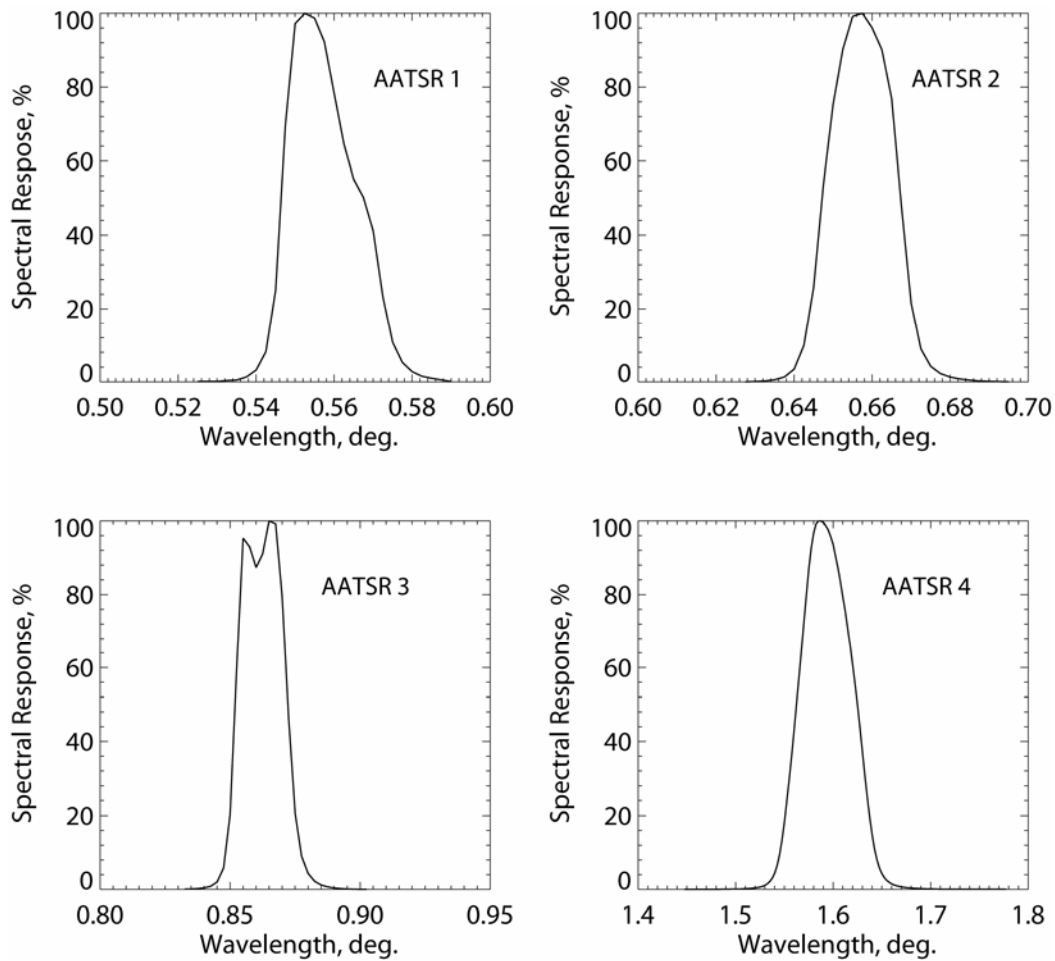 100
80
60
40
20
0
Spectral Respose, %
AATSR 1
0.50 0.52 0.54 0.56 0.58 0.60
Wavelength, deg.
100
80
60
40
20
0
Spectral Response, %
AATSR 2
0.60 0.62 0.64 0.66 0.68 0.70
Wavelength, deg.
100
80
60
40
20
0
Spectral Response, %
AATSR 3
0.80 0.85 0.90 0.95
Wavelength, deg.
100
80
60
40
20
0
Spectral Response, %
AATSR 4
1.4 1.5 1.6 1.7 1.8
Wavelength, deg.